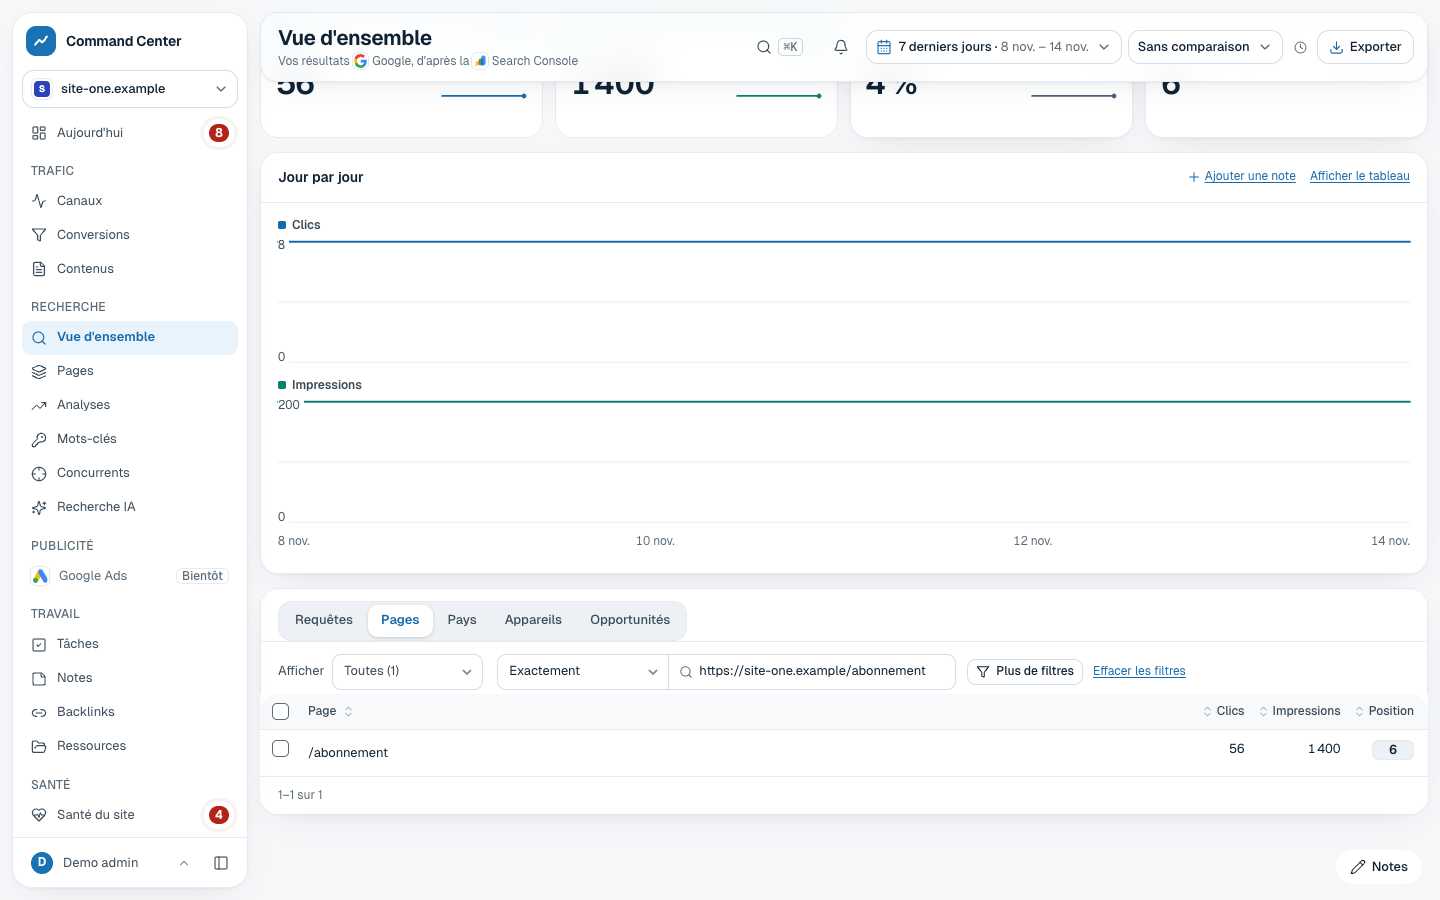 Command Center
S site-one.example
Aujourd'hui 8
TRAFIC
Canaux
Conversions
Contenus
RECHERCHE
Vue d'ensemble
Pages
Analyses
Mots-clés
Concurrents
Recherche IA
PUBLICITÉ
Google Ads Bientôt
TRAVAIL
Tâches
Notes
Backlinks
Ressources
SANTÉ
Santé du site 4
D Demo admin
Vue d'ensemble
Vos résultats Google, d'après la Search Console
⌘K
7 derniers jours · 8 nov. – 14 nov.
Sans comparaison
Exporter
56
1 400
4 %
6
Jour par jour
Ajouter une note
Afficher le tableau
Clics
8
0
Impressions
200
0
8 nov. 10 nov. 12 nov. 14 nov.
Requêtes Pages Pays Appareils Opportunités
Afficher Toutes (1) Exactement https://site-one.example/abonnement Plus de filtres Effacer les filtres
Page Clics Impressions Position
/abonnement 56 1 400 6
1–1 sur 1
Notes